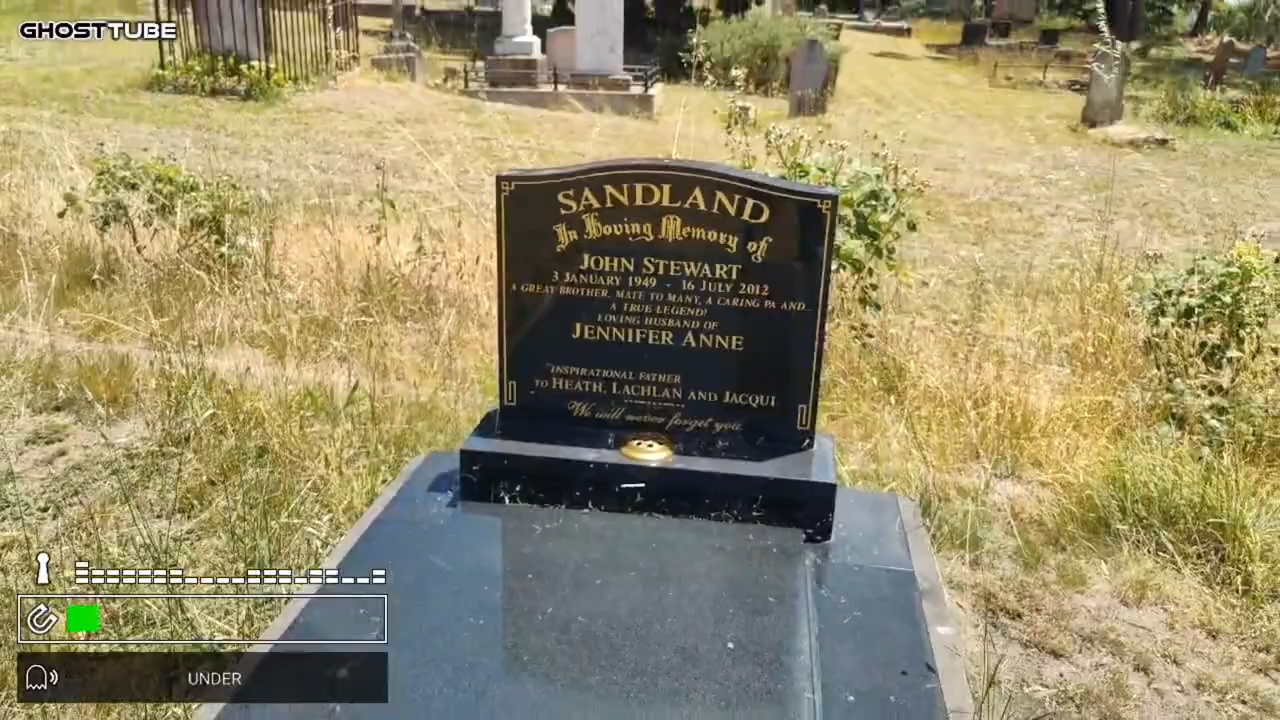 GHOSTTUBE
SANDLAND
In Loving Memory of
JOHN STEWART
3 JANUARY 1949 - 16 JULY 2012
A GREAT BROTHER, MATE TO MANY, A CARING PA AND...
A TRUE LEGEND!
LOVING HUSBAND OF
JENNIFER ANNE
INSPIRATIONAL FATHER
TO HEATH, LACHLAN AND JACQUI
We will never forget you.
UNDER